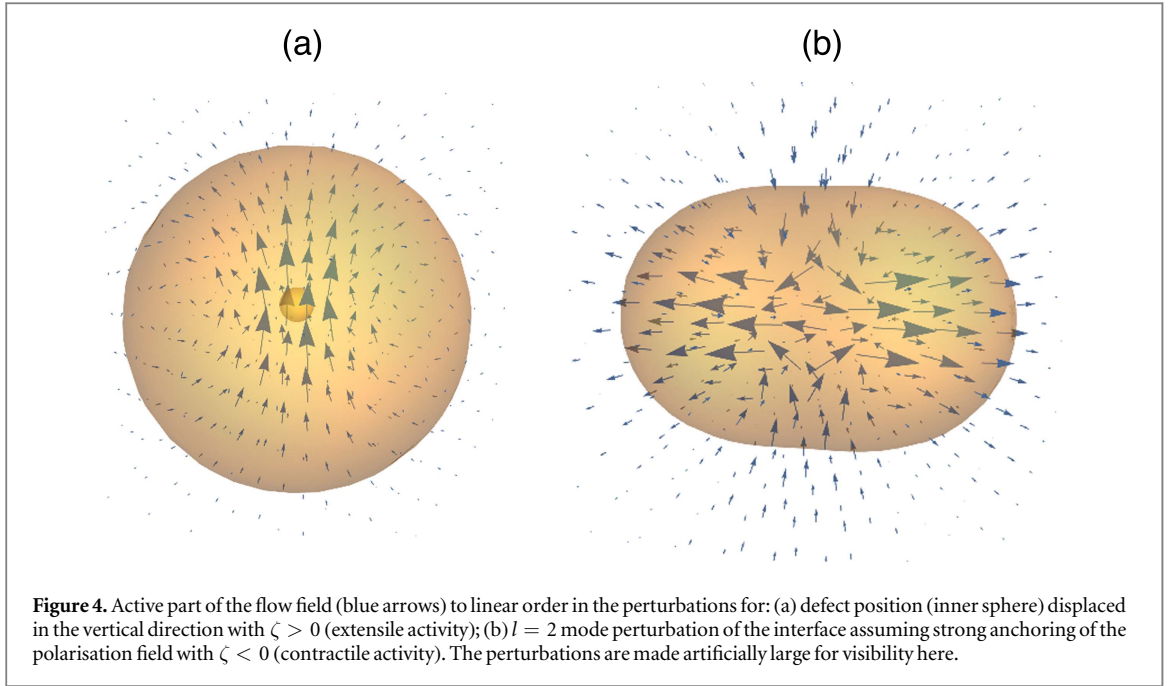 (a)
(b)
Figure 4. Active part of the flow field (blue arrows) to linear order in the perturbations for: (a) defect position (inner sphere) displaced
in the vertical direction with ζ > 0 (extensile activity); (b) l = 2 mode perturbation of the interface assuming strong anchoring of the
polarisation field with ζ < 0 (contractile activity). The perturbations are made artificially large for visibility here.